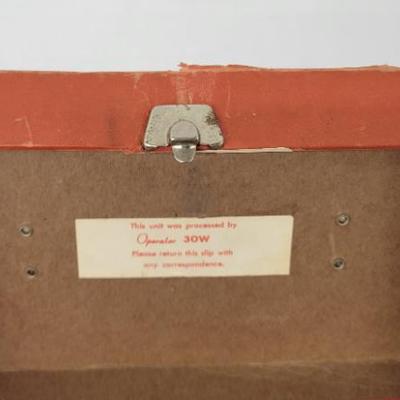 This unit was processed by
Operator 30W
Please return this slip with
any correspondence.